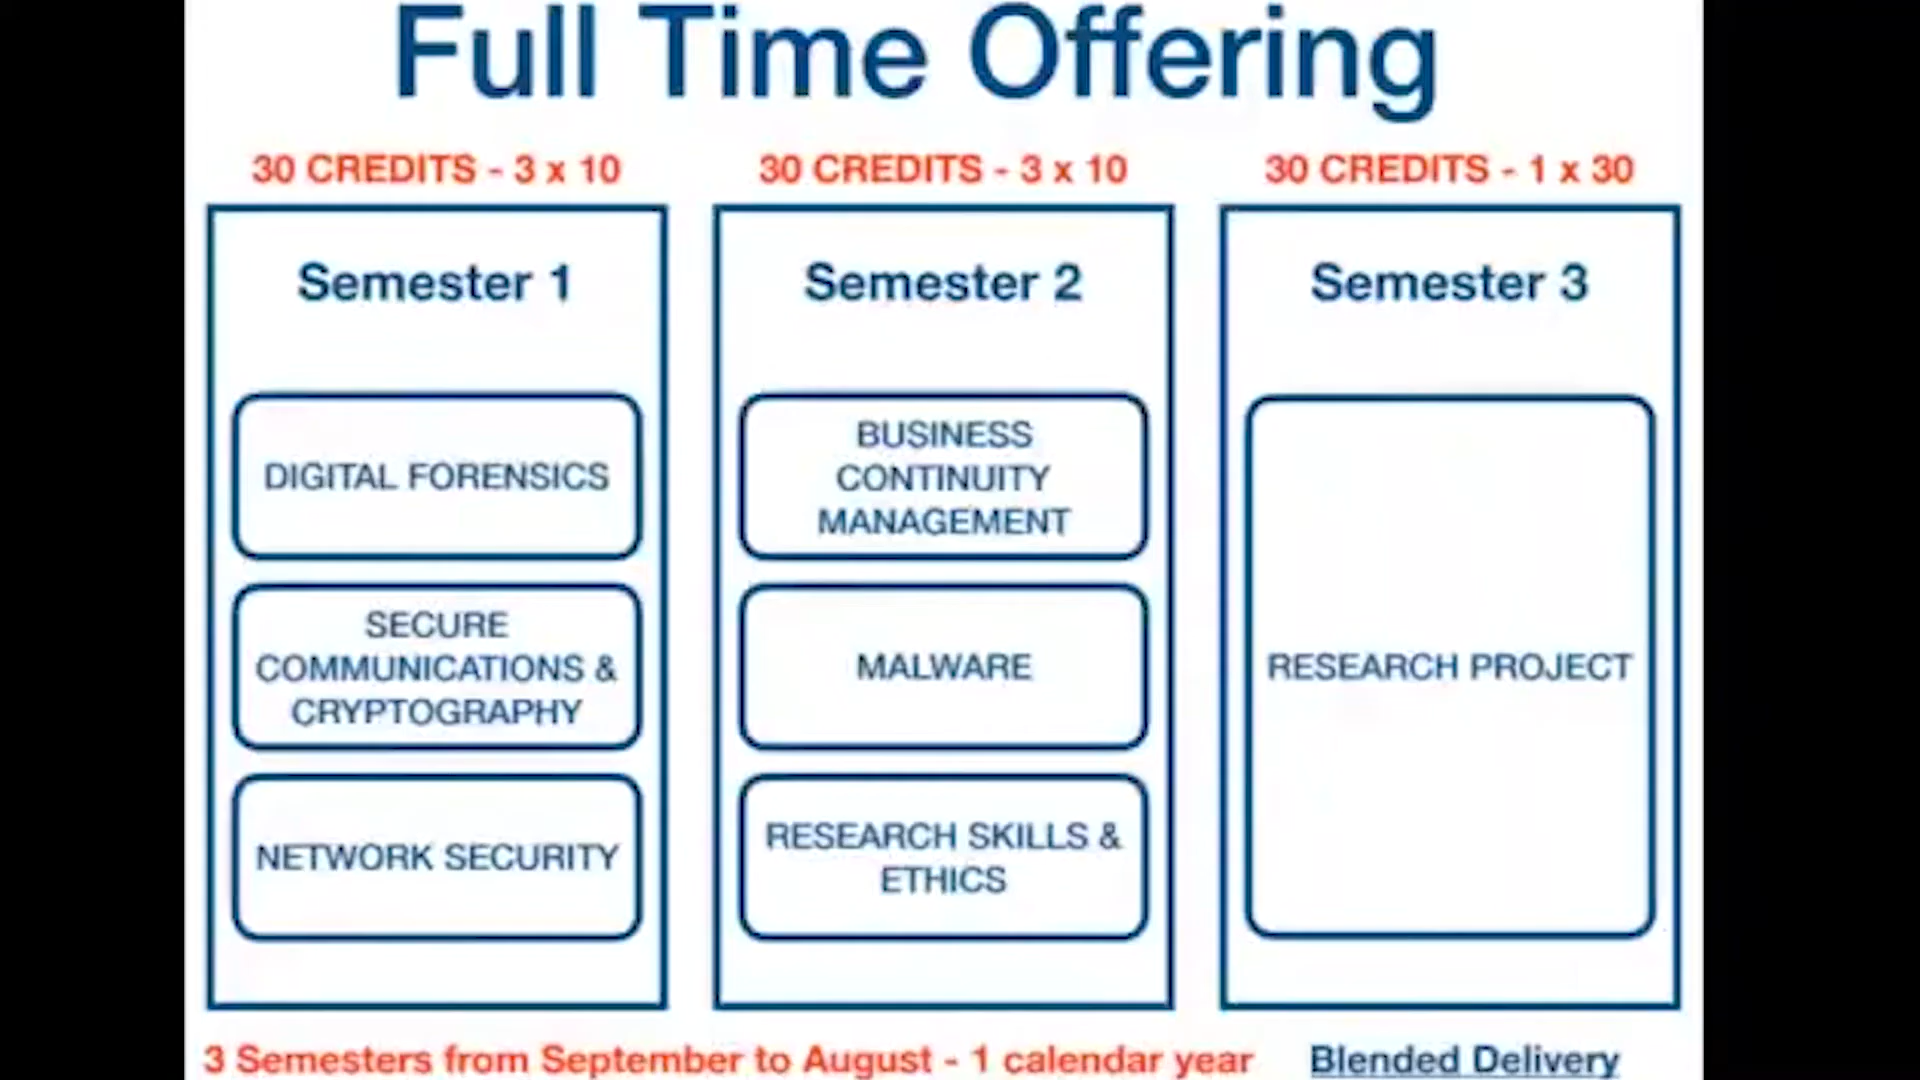 Full Time Offering
30 CREDITS - 3 x 10
30 CREDITS - 3 x 10
30 CREDITS - 1 x 30
Semester 1
DIGITAL FORENSICS
SECURE
COMMUNICATIONS &
CRYPTOGRAPHY
NETWORK SECURITY
Semester 2
BUSINESS
CONTINUITY
MANAGEMENT
MALWARE
RESEARCH SKILLS &
ETHICS
Semester 3
RESEARCH PROJECT
3 Semesters from September to August - 1 calendar year
Blended Delivery